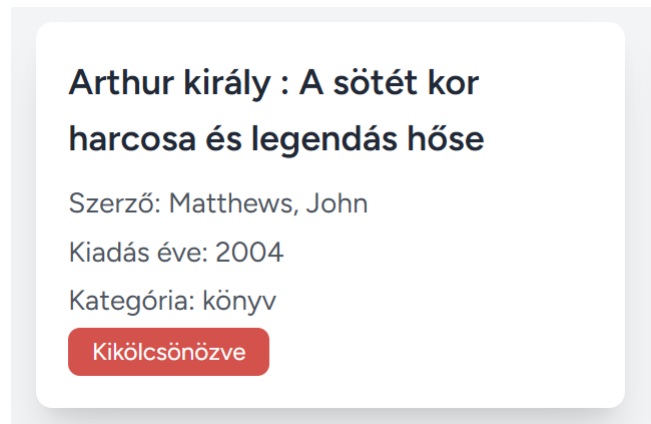 Arthur király : A sötét kor
harcosa és legendás hőse
Szerző: Matthews, John
Kiadás éve: 2004
Kategória: könyv
Kikölcsönözve